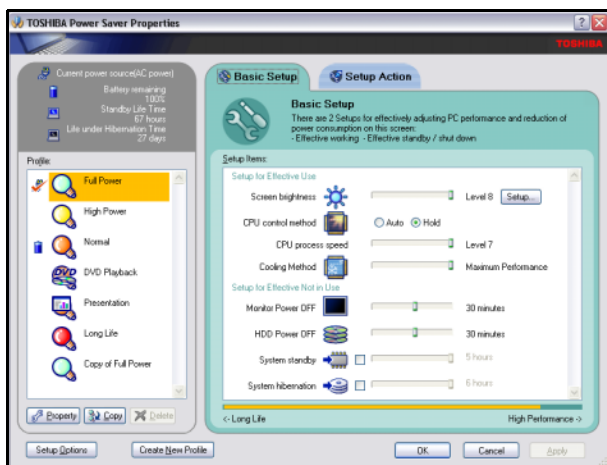 TOSHIBA Power Saver Properties
TOSHIBA
Current power source(AC power)
Battery remaining
100%
Standby Life Time
67 hours
Life under Hibernation Time
27 days
Profile:
Full Power
High Power
Normal
DVD
DVD Playback
Presentation
Long Life
Copy of Full Power
Property
Copy
Delete
Setup Options
Create New Profile
Basic Setup
Setup Action
Basic Setup
There are 2 Setups for effectively adjusting PC performance and reduction of
power consumption on this screen:
- Effective working - Effective standby / shut down
Setup Items:
Setup for Effective Use
Screen brightness
Level 8
Setup...
CPU control method
Auto
Hold
CPU process speed
Level 7
Cooling Method
Maximum Performance
Setup for Effective Not in Use
Monitor Power OFF
30 minutes
HDD Power OFF
30 minutes
System standby
5 hours
System hibernation
6 hours
<- Long Life
High Performance ->
OK
Cancel
Apply